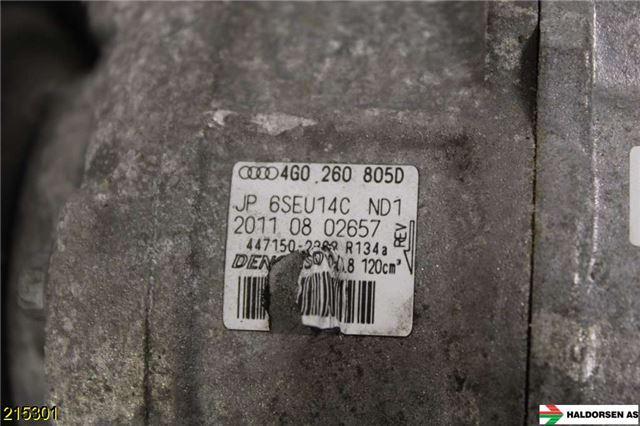 4G0 260 805D
JP 6SEU14C ND1
2011 08 02657
R134a
REV
120cm³
215301
HALDORSEN AS